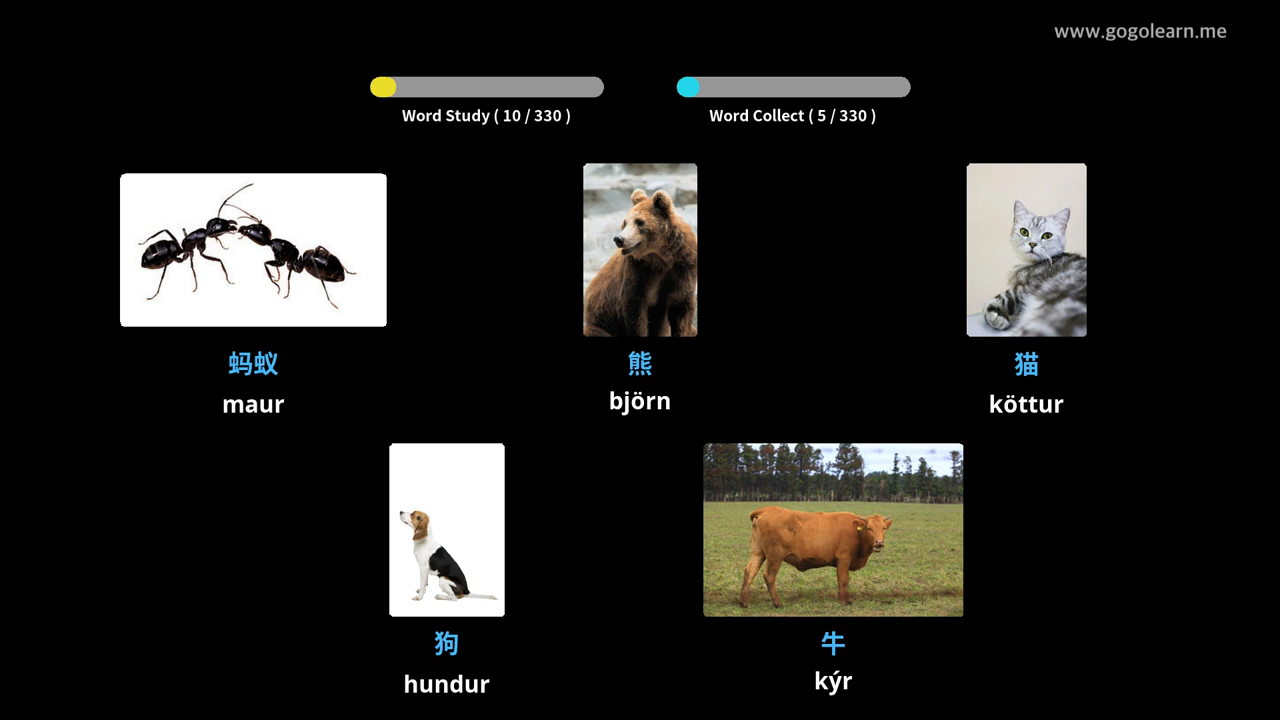 www.gogolearn.me
Word Study ( 10 / 330 )
Word Collect ( 5 / 330 )
蚂蚁
maur
熊
björn
猫
köttur
狗
hundur
牛
kýr